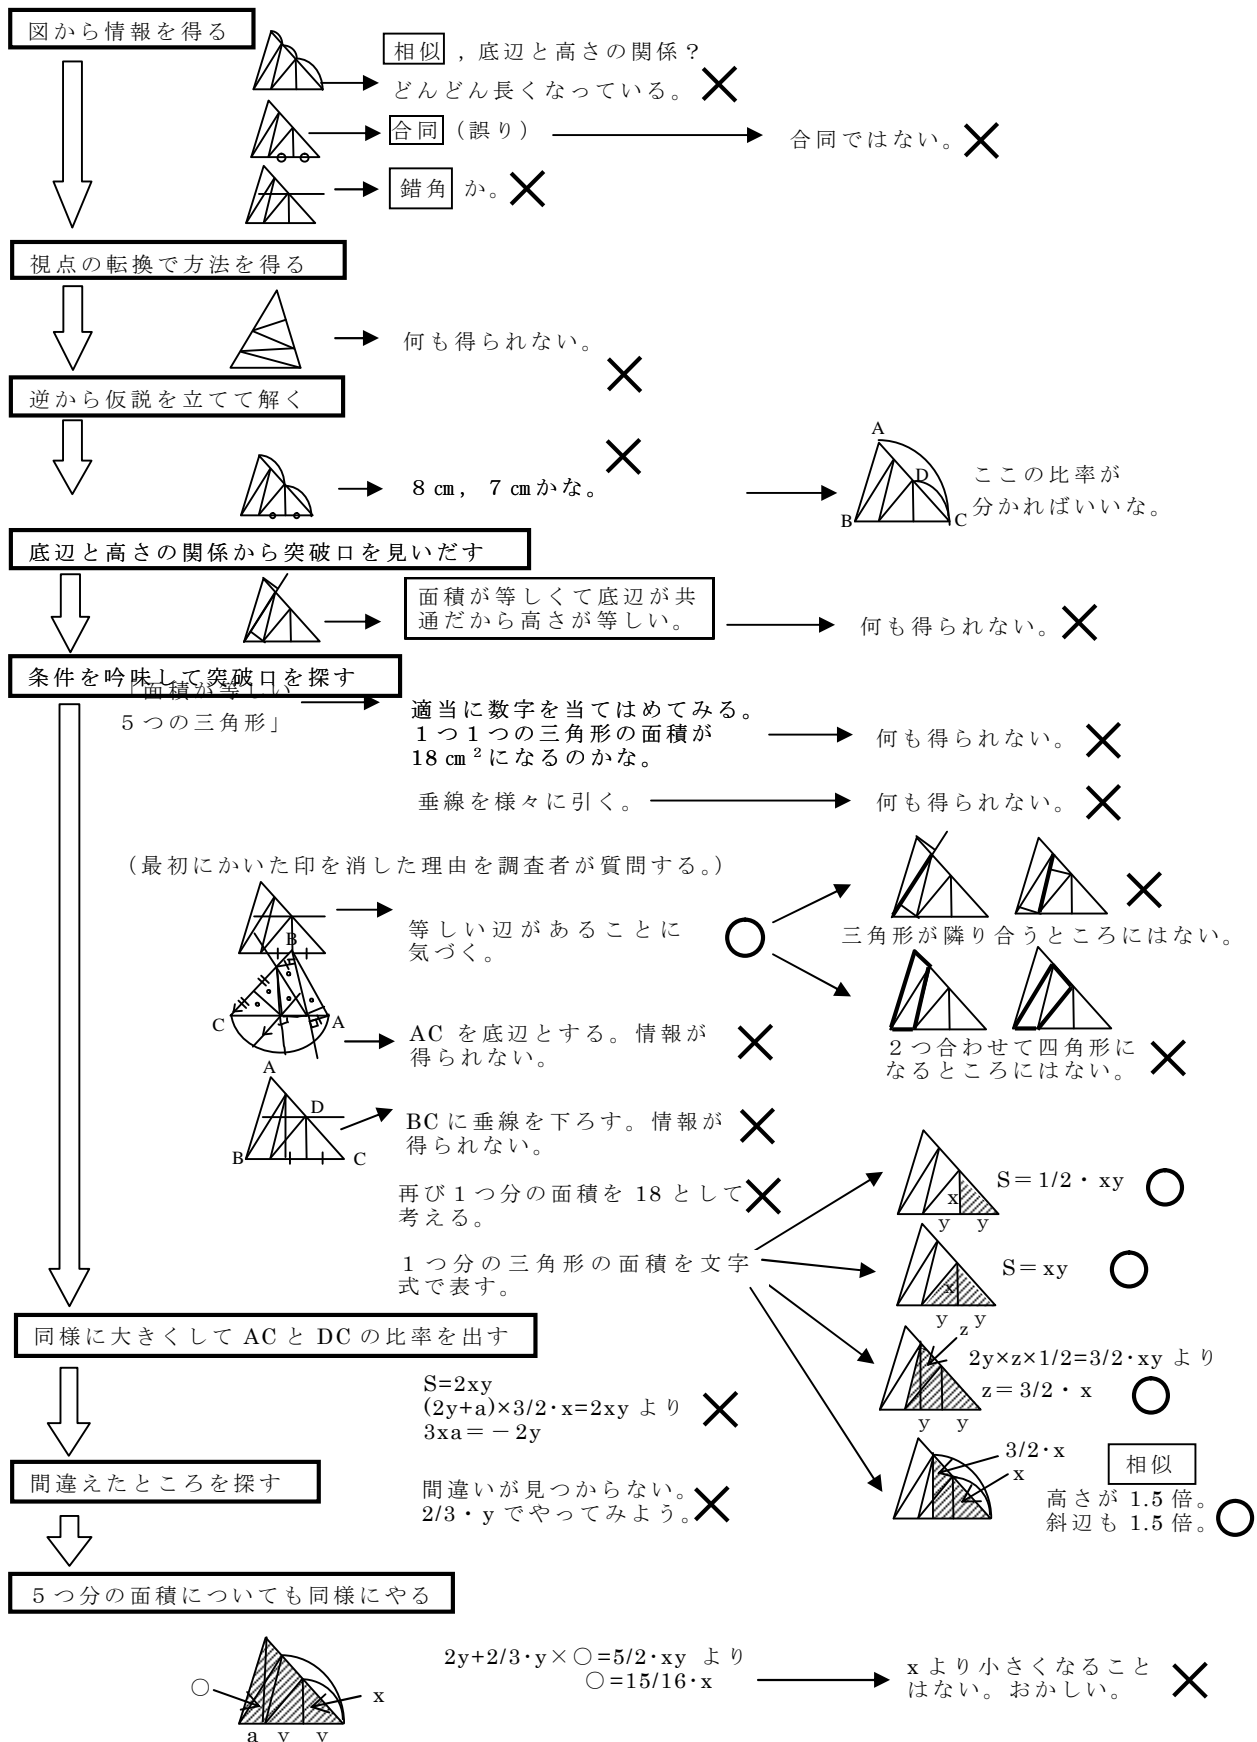 図から情報を得る
相似，底辺と高さの関係？
どんどん長くなっている。
合同（誤り）
合同ではない。
錯角か。
視点の転換で方法を得る
何も得られない。
逆から仮説を立てて解く
８㎝，７㎝かな。
A
D
B
C
ここの比率が
分かればいいな。
底辺と高さの関係から突破口を見いだす
面積が等しくて底辺が共
通だから高さが等しい。
何も得られない。
条件を吟味して突破口を探す
「面積が等しい
５つの三角形」
適当に数字を当てはめてみる。
１つ１つの三角形の面積が
18㎝²になるのかな。
何も得られない。
垂線を様々に引く。
何も得られない。
（最初にかいた印を消した理由を調査者が質問する。）
等しい辺があることに
気づく。
三角形が隣り合うところにはない。
２つ合わせて四角形に
なるところにはない。
B
C
A
AC を底辺とする。情報が
得られない。
A
D
B
C
BC に垂線を下ろす。情報が
得られない。
再び１つ分の面積を 18 として
考える。
１つ分の三角形の面積を文字
式で表す。
x
y y
S＝1/2・xy
x
y y
S＝xy
z
2y×z×1/2=3/2·xy より
z＝3/2・x
y y
3/2·x
x
相似
高さが 1.5 倍。
斜辺も 1.5 倍。
同様に大きくして AC と DC の比率を出す
S=2xy
(2y+a)×3/2·x=2xy より
3xa＝－2y
間違えたところを探す
間違いが見つからない。
2/3・y でやってみよう。
５つ分の面積についても同様にやる
○
x
a y y
2y+2/3·y×○=5/2·xy より
○=15/16·x
x より小さくなること
はない。おかしい。